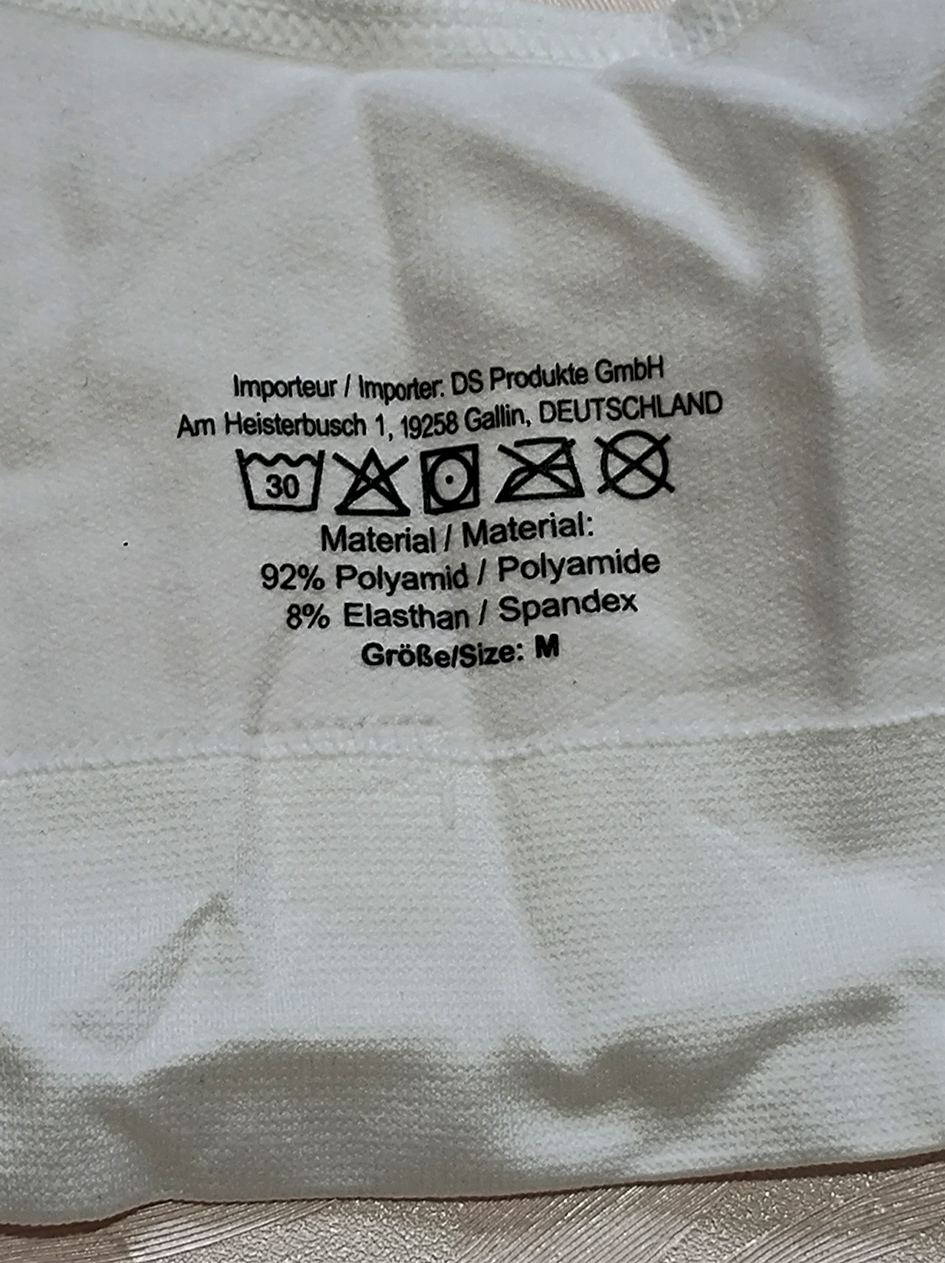 Importeur / Importer: DS Produkte GmbH
Am Heisterbusch 1, 19258 Gallin, DEUTSCHLAND
30
Material / Material:
92% Polyamid / Polyamide
8% Elasthan / Spandex
Größe/Size: M